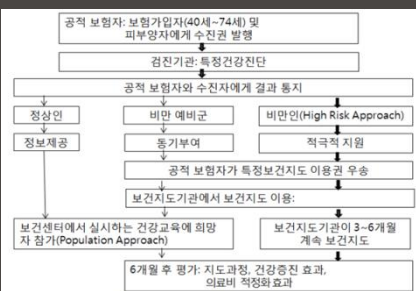 공적 보험자: 보험가입자(40세~74세) 및
피부양자에게 수진권 발행
검진기관: 특정건강진단
공적 보험자와 수진자에게 결과 통지
정상인
비만 예비군
비만인(High Risk Approach)
정보제공
동기부여
적극적 지원
공적 보험자가 특정보건지도 이용권 우송
보건지도기관에서 보건지도 이용:
보건센터에서 실시하는 건강교육에 희망
자 참가(Population Approach)
보건지도기관이 3~6개월
계속 보건지도
6개월 후 평가: 지도과정, 건강증진 효과,
의료비 적정화효과